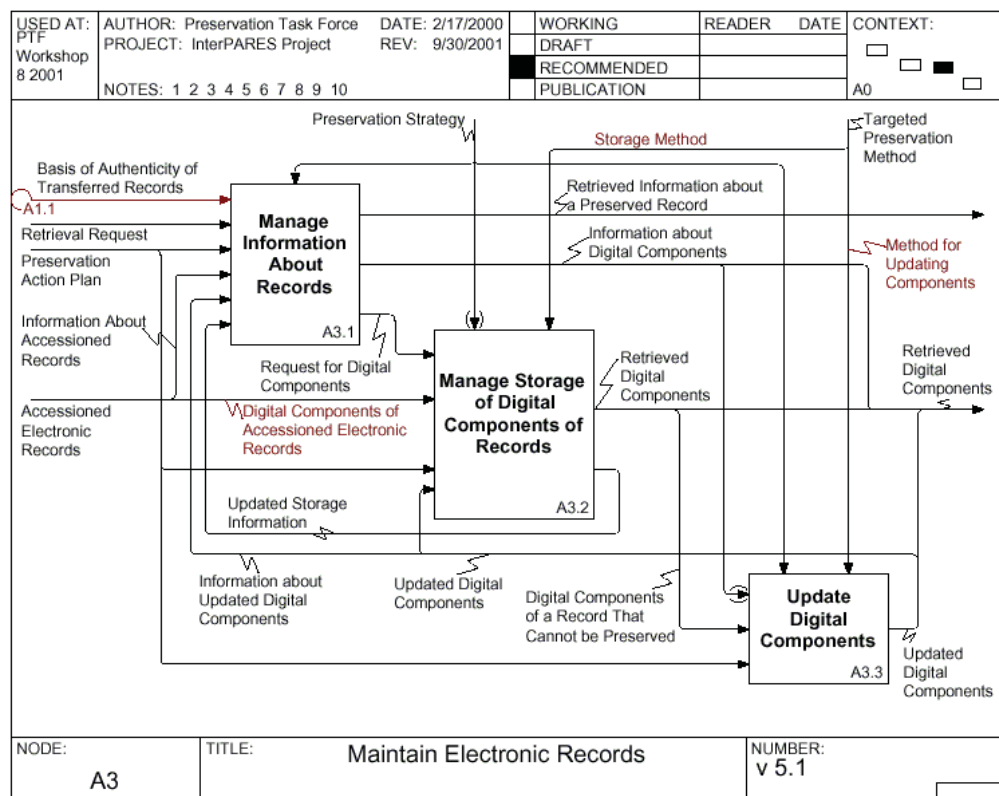 USED AT:
PTF
Workshop
8 2001
AUTHOR: Preservation Task Force
DATE: 2/17/2000
PROJECT: InterPARES Project
REV: 9/30/2001
NOTES: 1 2 3 4 5 6 7 8 9 10
WORKING
DRAFT
RECOMMENDED
PUBLICATION
READER DATE
CONTEXT:
A0
Preservation Strategy
Storage Method
Targeted
Preservation
Method
Basis of Authenticity of
Transferred Records
A1.1
Retrieval Request
Preservation
Action Plan
Information About
Accessioned
Records
Accessioned
Electronic
Records
Manage
Information
About
Records
A3.1
Retrieved Information about
a Preserved Record
Information about
Digital Components
Method for
Updating
Components
Request for Digital
Components
Digital Components of
Accessioned Electronic
Records
Manage Storage
of Digital
Components of
Records
A3.2
Retrieved
Digital
Components
Retrieved
Digital
Components
Updated Storage
Information
Information about
Updated Digital
Components
Updated Digital
Components
Digital Components
of a Record That
Cannot be Preserved
Update
Digital
Components
A3.3
Updated
Digital
Components
NODE:
A3
TITLE:
Maintain Electronic Records
NUMBER:
v 5.1